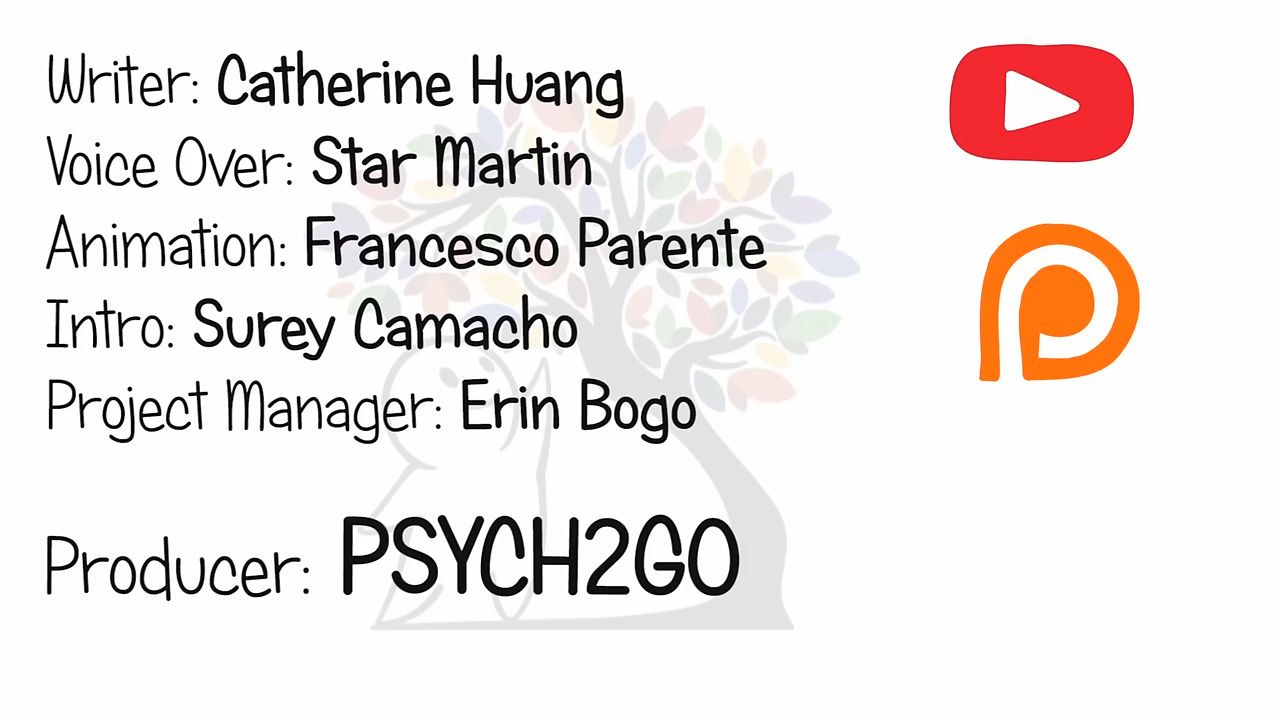 Writer: Catherine Huang
Voice Over: Star Martin
Animation: Francesco Parente
Intro: Surey Camacho
Project Manager: Erin Bogo
Producer: PSYCH2GO